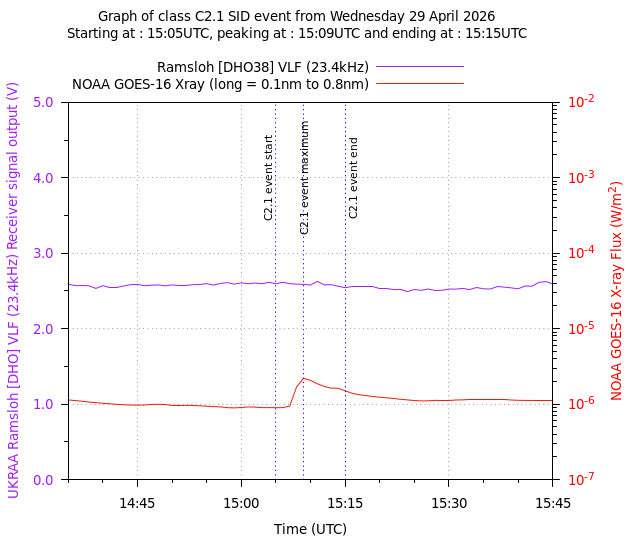 Graph of class C2.1 SID event from Wednesday 29 April 2026
Starting at : 15:05UTC, peaking at : 15:09UTC and ending at : 15:15UTC
Ramsloh [DHO38] VLF (23.4kHz)
NOAA GOES-16 Xray (long = 0.1nm to 0.8nm)
UKRAA Ramsloh [DHO] VLF (23.4kHz) Receiver signal output (V)
5.0
4.0
3.0
2.0
1.0
0.0
C2.1 event start
C2.1 event maximum
C2.1 event end
10-2
10-3
10-4
10-5
10-6
10-7
NOAA GOES-16 X-ray Flux (W/m2)
14:45 15:00 15:15 15:30 15:45
Time (UTC)